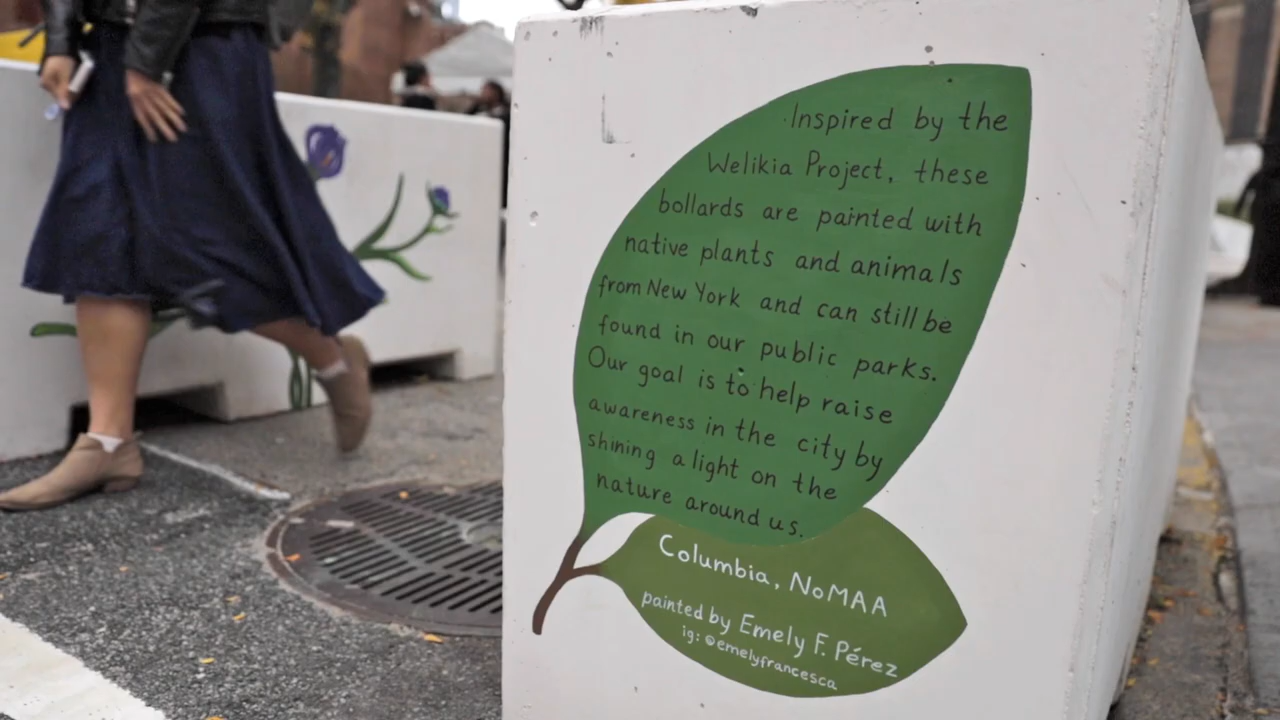 Inspired by the
Welikia Project, these
bollards are painted with
native plants and animals
from New York and can still be
found in our public parks.
Our goal is to help raise
awareness in the city by
shining a light on the
nature around us.
Columbia, NoMAA
painted by Emely F. Pérez
ig: @emelyfrancesca